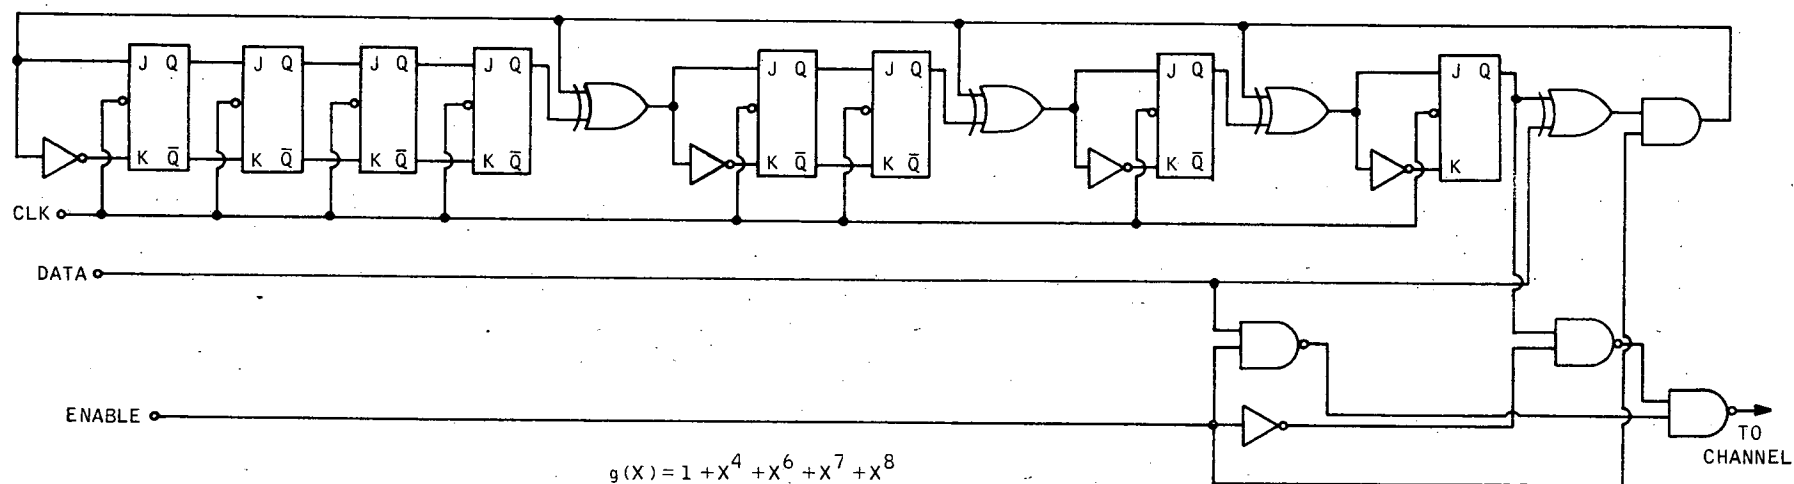 J Q J Q J Q J Q J Q J Q J Q J Q
K Q̅ K Q̅ K Q̅ K Q̅ K Q̅ K Q̅ K Q̅ K
CLK
DATA
ENABLE
TO
CHANNEL
g(X) = 1 + X⁴ + X⁶ + X⁷ + X⁸